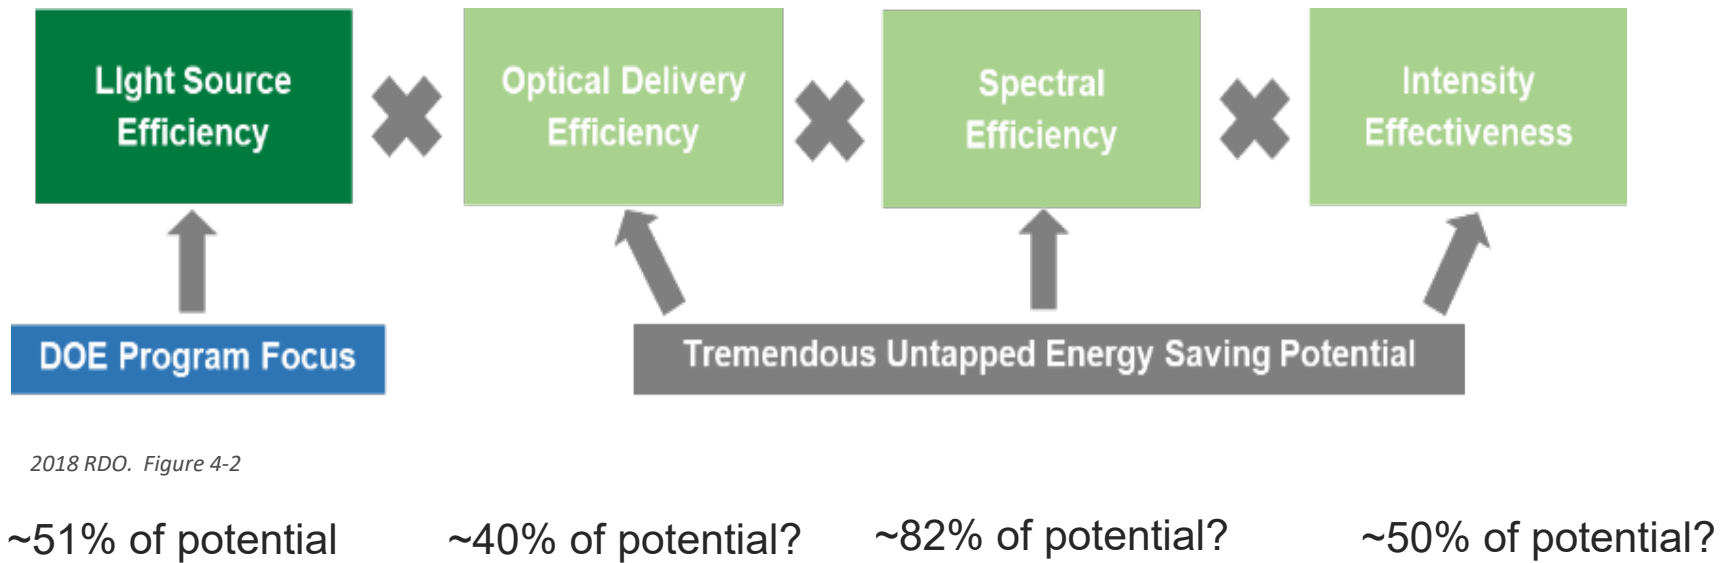 LIght Source
Efficiency
Optical Delivery
Efficiency
Spectral
Efficiency
Intensity
Effectiveness
DOE Program Focus
Tremendous Untapped Energy Saving Potential
2018 RDO. Figure 4-2
~51% of potential
~40% of potential?
~82% of potential?
~50% of potential?